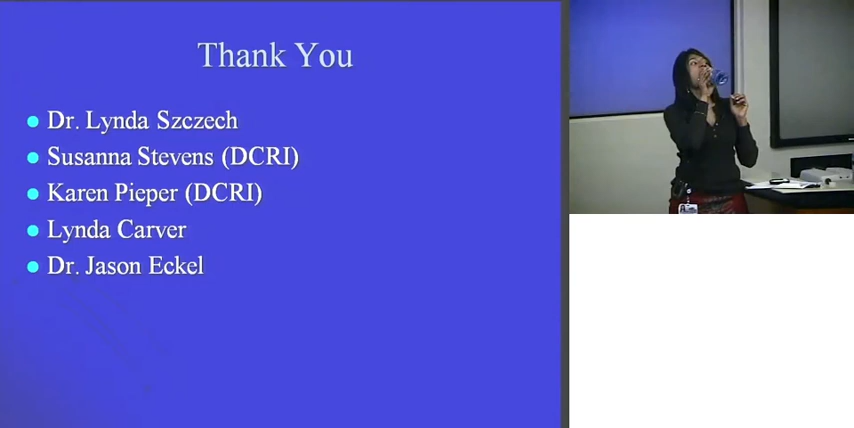 Thank You
Dr. Lynda Szczech
Susanna Stevens (DCRI)
Karen Pieper (DCRI)
Lynda Carver
Dr. Jason Eckel